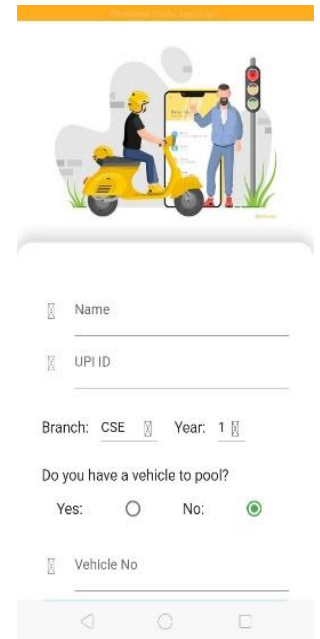 Name
UPI ID
Branch: CSE Year: 1
Do you have a vehicle to pool?
Yes: No:
Vehicle No